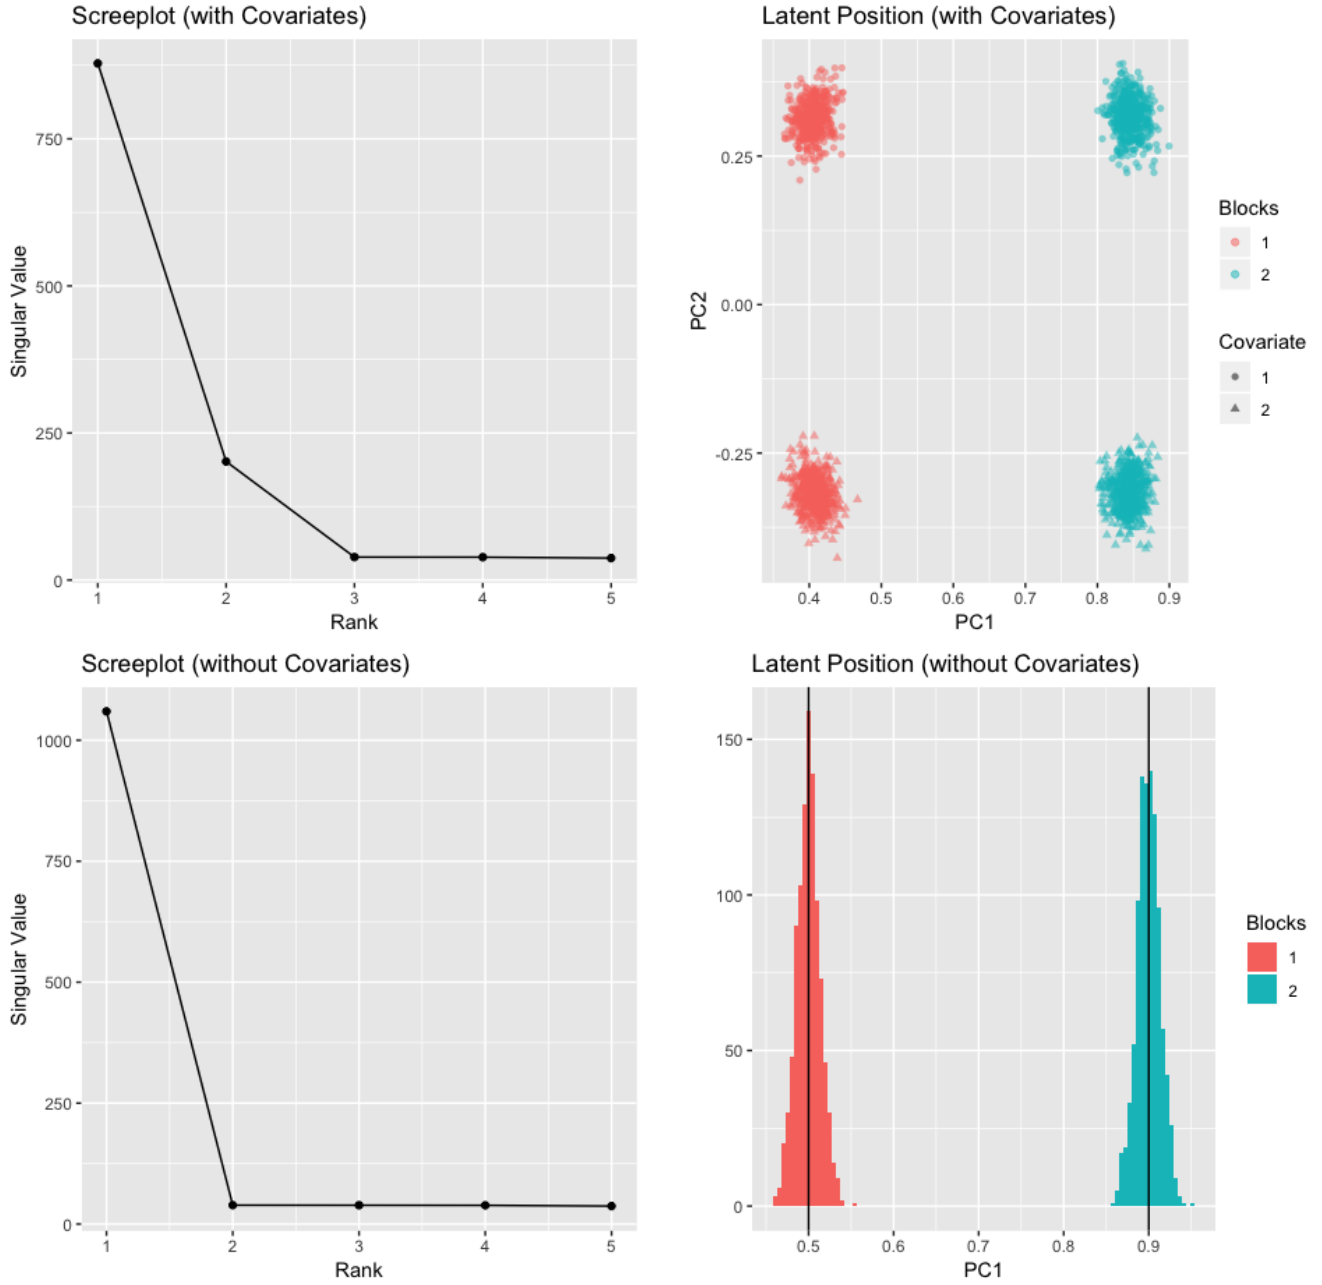 Screeplot (with Covariates)
Singular Value
750
500
250
0
1 2 3 4 5
Rank
Latent Position (with Covariates)
PC2
0.25
0.00
-0.25
0.4 0.5 0.6 0.7 0.8 0.9
PC1
Blocks
1
2
Covariate
1
2
Screeplot (without Covariates)
Singular Value
1000
750
500
250
0
1 2 3 4 5
Rank
Latent Position (without Covariates)
150
100
50
0
0.5 0.6 0.7 0.8 0.9
PC1
Blocks
1
2